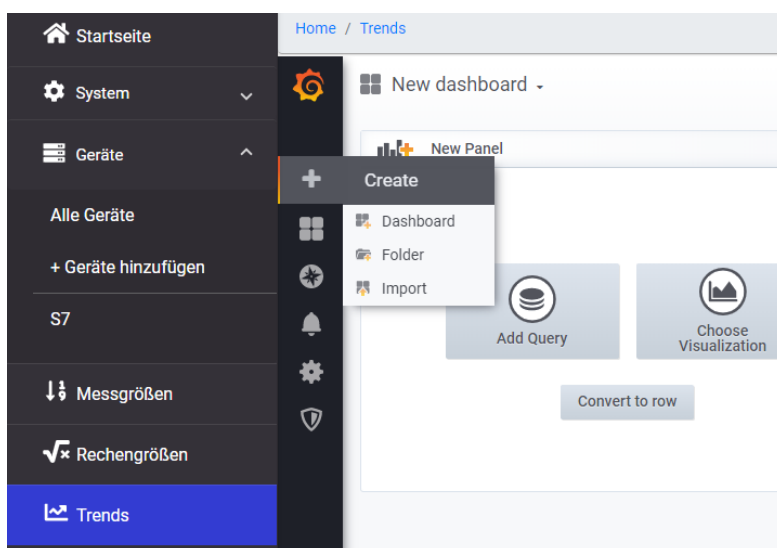 Startseite
System
Geräte
Alle Geräte
+ Geräte hinzufügen
S7
Messgrößen
Rechengrößen
Trends
Home / Trends
New dashboard
New Panel
Create
Dashboard
Folder
Import
Add Query
Choose
Visualization
Convert to row